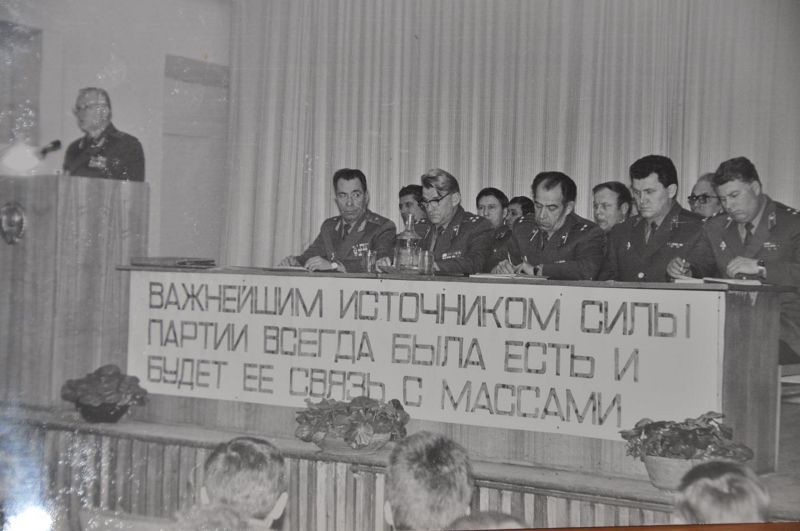 ВАЖНЕЙШИМ ИСТОЧНИКОМ СИЛЫ
ПАРТИИ ВСЕГДА БЫЛА ЕСТЬ И
БУДЕТ ЕЕ СВЯЗЬ С МАССАМИ